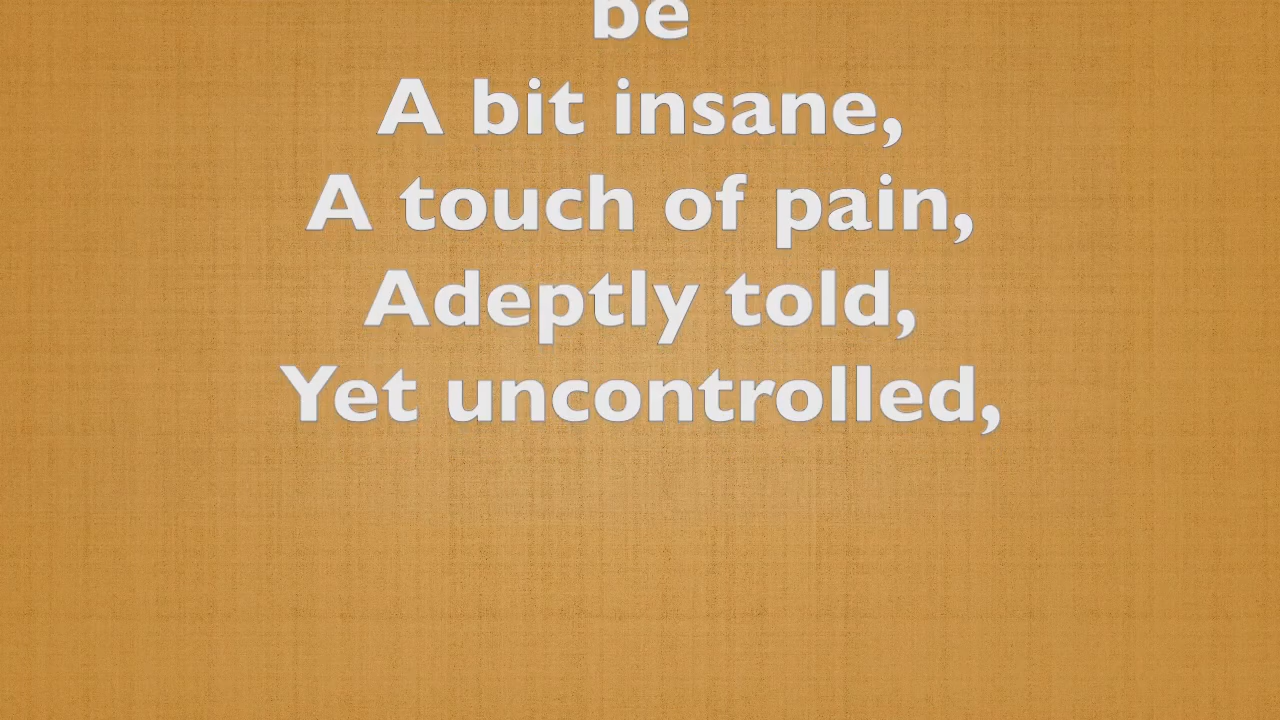 be
A bit insane,
A touch of pain,
Adeptly told,
Yet uncontrolled,